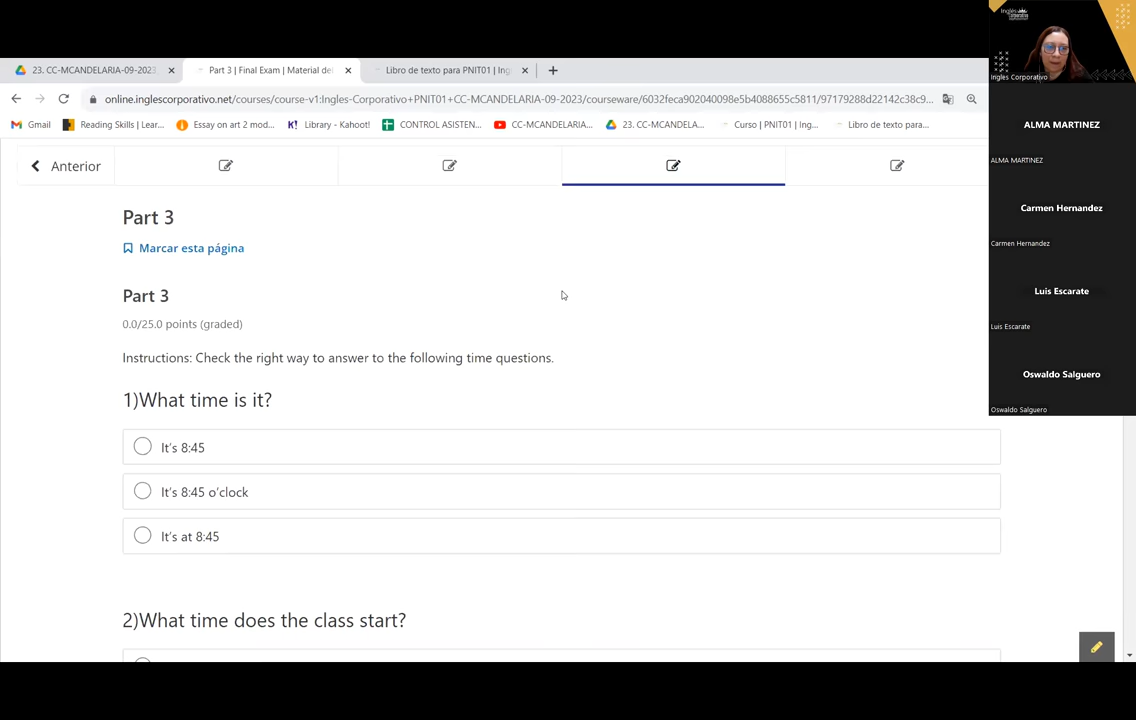 23. CC-MCANDELARIA-09-2023
Part 3 | Final Exam | Material de
Libro de texto para PNIT01 | Ing
online.inglescorporativo.net/courses/course-v1:Ingles-Corporativo+PNIT01+CC-MCANDELARIA-09-2023/courseware/6032feca902040098e5b4088655c5811/97179288d22142c38c9...
Gmail
Reading Skills | Lear...
Essay on art 2 mod...
Library - Kahoot!
CONTROL ASISTEN...
CC-MCANDELARIA...
23. CC-MCANDELA...
Curso | PNIT01 | Ing...
Libro de texto para...
Anterior
Part 3
Marcar esta página
Part 3
0.0/25.0 points (graded)
Instructions: Check the right way to answer to the following time questions.
1)What time is it?
It's 8:45
It's 8:45 o'clock
It's at 8:45
2)What time does the class start?
Inglés
Corporativo
Ingles Corporativo
ALMA MARTINEZ
ALMA MARTINEZ
Carmen Hernandez
Carmen Hernandez
Luis Escarate
Luis Escarate
Oswaldo Salguero
Oswaldo Salguero